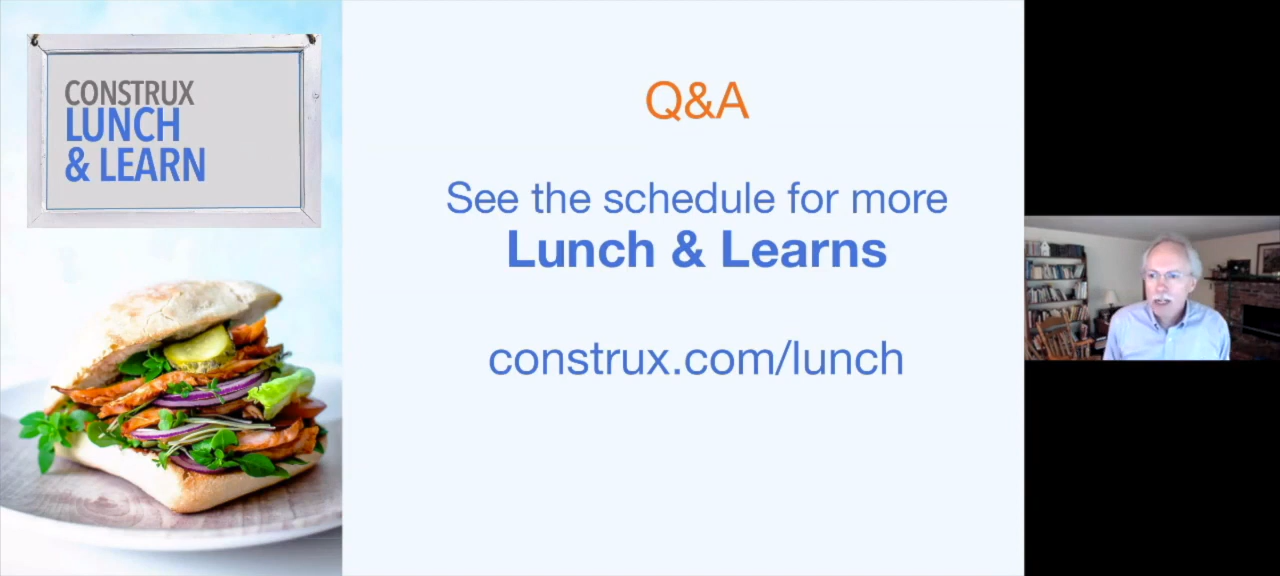 CONSTRUX
LUNCH
& LEARN
Q&A
See the schedule for more
Lunch & Learns
construx.com/lunch